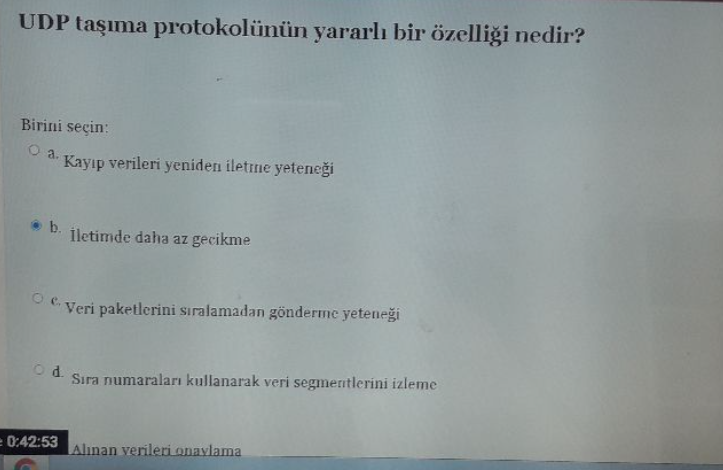 UDP taşıma protokolünün yararlı bir özelliği nedir?
Birini seçin:
a. Kayıp verileri yeniden iletme yeteneği
b. İletimde daha az gecikme
c. Veri paketlerini sıralamadan gönderme yeteneği
d. Sıra numaraları kullanarak veri segmentlerini izleme
0:42:53
Alınan verileri onaylama